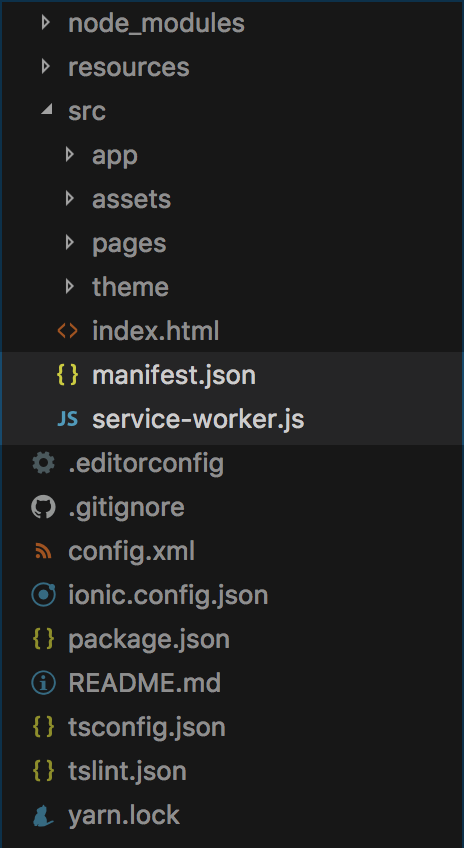 node_modules
resources
src
app
assets
pages
theme
index.html
manifest.json
JS service-worker.js
.editorconfig
.gitignore
config.xml
ionic.config.json
package.json
README.md
tsconfig.json
tslint.json
yarn.lock